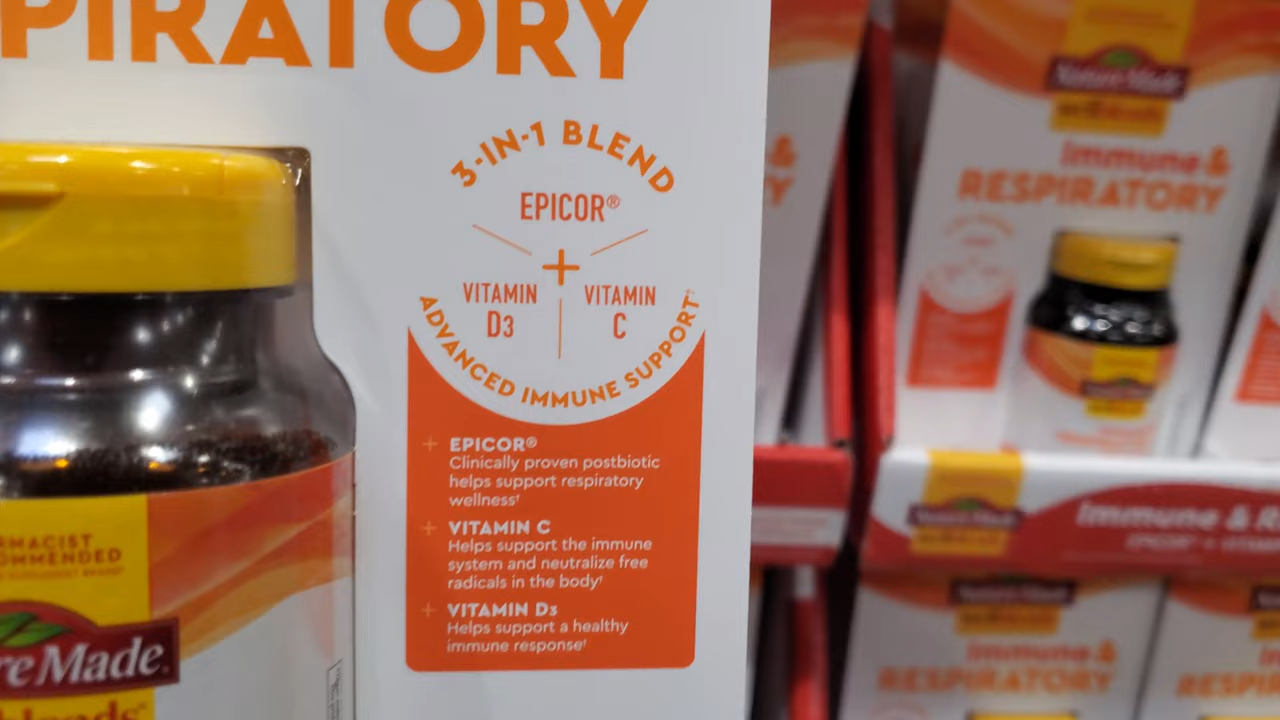 PIRATORY
3-IN-1 BLEND
EPICOR®
+
VITAMIN D3
VITAMIN C
ADVANCED IMMUNE SUPPORT†
+ EPICOR®
Clinically proven postbiotic
helps support respiratory
wellness†
+ VITAMIN C
Helps support the immune
system and neutralize free
radicals in the body†
+ VITAMIN D3
Helps support a healthy
immune response†
RMACIST
OMMENDED
re Made®
&
Y
Nature Made
Immune &
RESPIRATORY
Nature Made
Immune & R
Immune &
RESPIRATORY
RESPIR